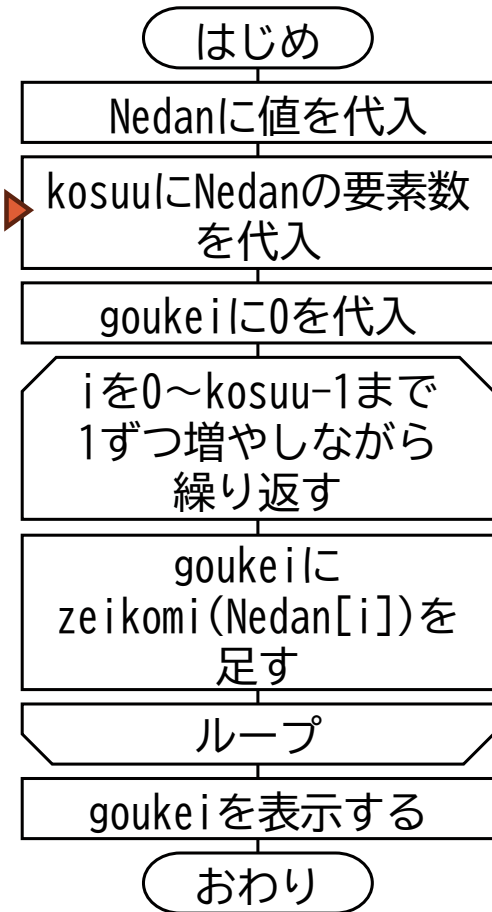 はじめ
Nedanに値を代入
kosuuにNedanの要素数
を代入
goukeiに0を代入
iを0～kosuu-1まで
1ずつ増やしながら
繰り返す
goukeiに
zeikomi(Nedan[i])を
足す
ループ
goukeiを表示する
おわり